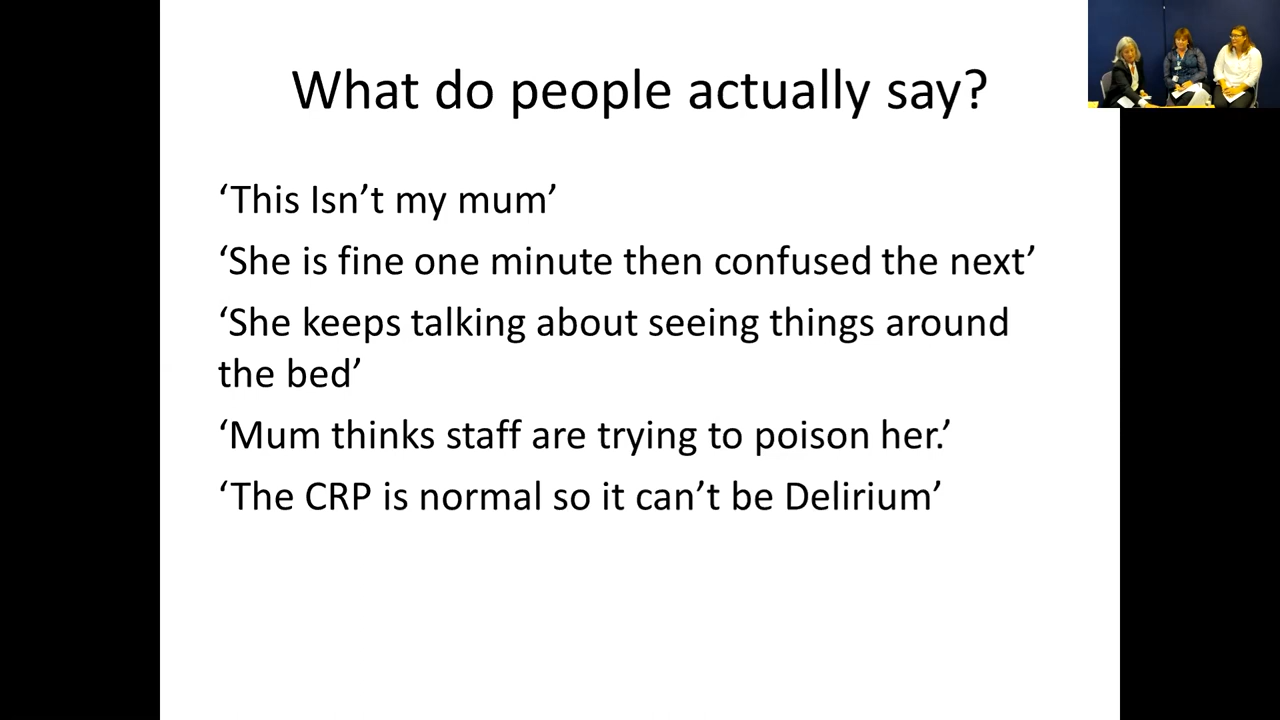 What do people actually say?
‘This Isn’t my mum’
‘She is fine one minute then confused the next’
‘She keeps talking about seeing things around
the bed’
‘Mum thinks staff are trying to poison her.’
‘The CRP is normal so it can’t be Delirium’